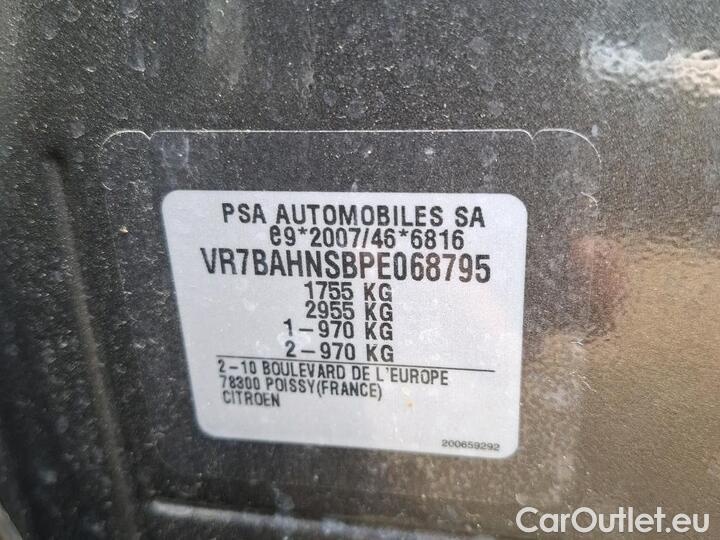 PSA AUTOMOBILES SA
e9*2007/46*6816
VR7BAHNSBPE068795
1755 KG
2955 KG
1-970 KG
2-970 KG
2-10 BOULEVARD DE L'EUROPE
78300 POISSY(FRANCE)
CITROEN
200659292
CarOutlet.eu